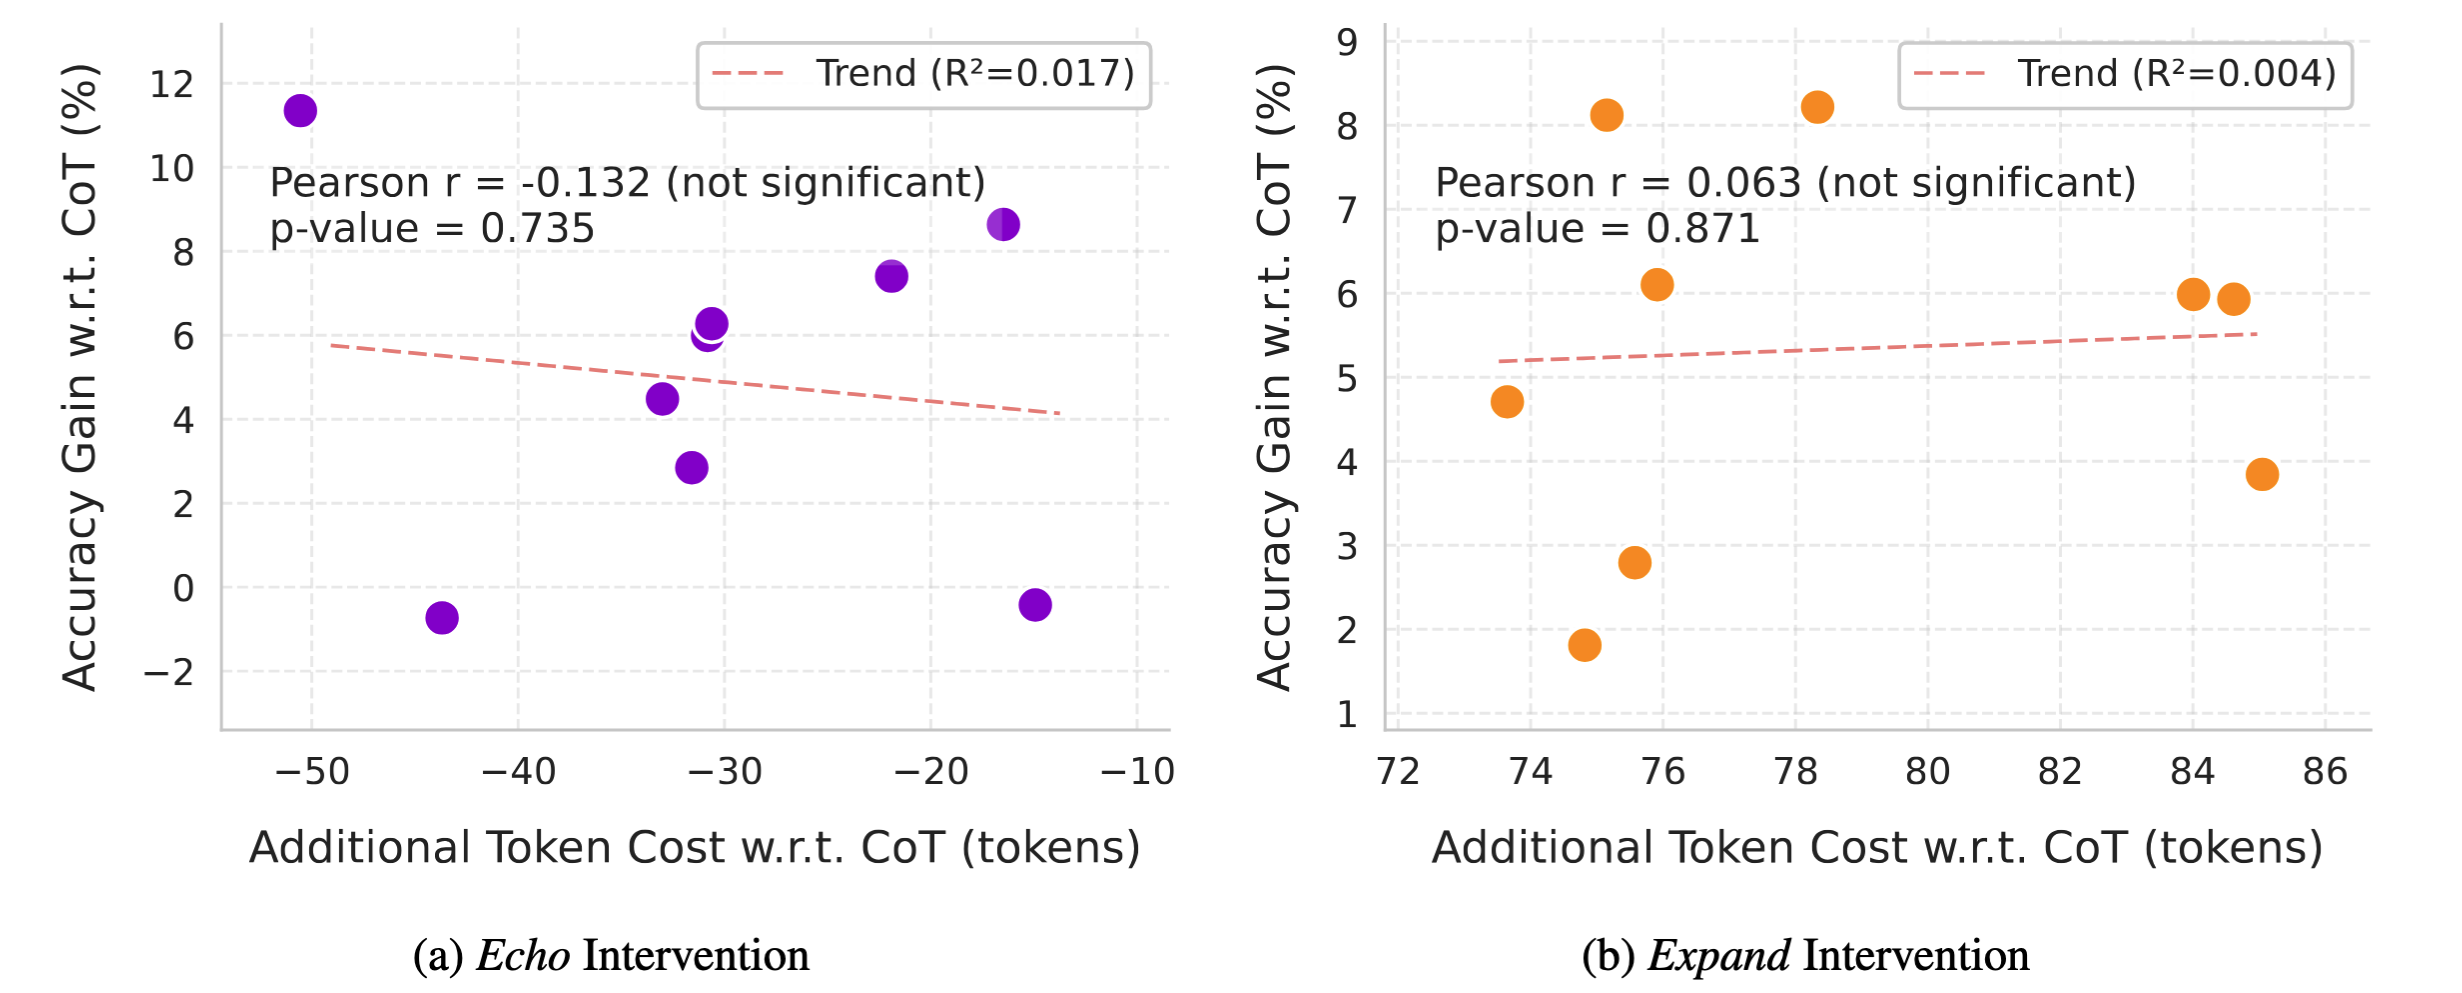 Accuracy Gain w.r.t. CoT (%)
12
10
8
6
4
2
0
−2
Trend (R²=0.017)
Pearson r = -0.132 (not significant)
p-value = 0.735
−50 −40 −30 −20 −10
Additional Token Cost w.r.t. CoT (tokens)
(a) Echo Intervention
Accuracy Gain w.r.t. CoT (%)
9
8
7
6
5
4
3
2
1
Trend (R²=0.004)
Pearson r = 0.063 (not significant)
p-value = 0.871
72 74 76 78 80 82 84 86
Additional Token Cost w.r.t. CoT (tokens)
(b) Expand Intervention